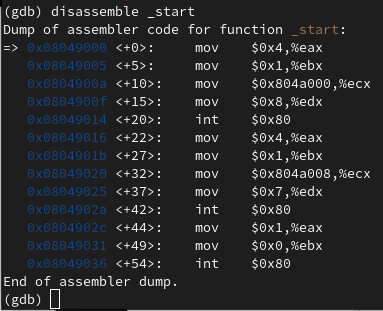 (gdb) disassemble _start
Dump of assembler code for function _start:
=> 0x08049000 <+0>:     mov    $0x4,%eax
   0x08049005 <+5>:     mov    $0x1,%ebx
   0x0804900a <+10>:    mov    $0x804a000,%ecx
   0x0804900f <+15>:    mov    $0x8,%edx
   0x08049014 <+20>:    int    $0x80
   0x08049016 <+22>:    mov    $0x4,%eax
   0x0804901b <+27>:    mov    $0x1,%ebx
   0x08049020 <+32>:    mov    $0x804a008,%ecx
   0x08049025 <+37>:    mov    $0x7,%edx
   0x0804902a <+42>:    int    $0x80
   0x0804902c <+44>:    mov    $0x1,%eax
   0x08049031 <+49>:    mov    $0x0,%ebx
   0x08049036 <+54>:    int    $0x80
End of assembler dump.
(gdb)